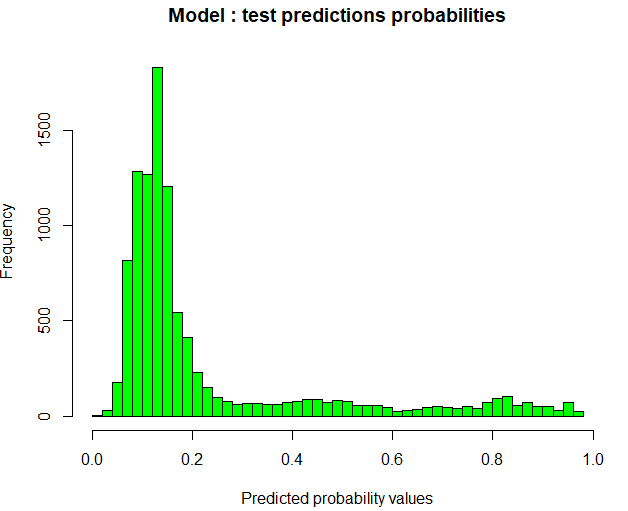 Model : test predictions probabilities
Frequency
1500
1000
500
0
0.0 0.2 0.4 0.6 0.8 1.0
Predicted probability values